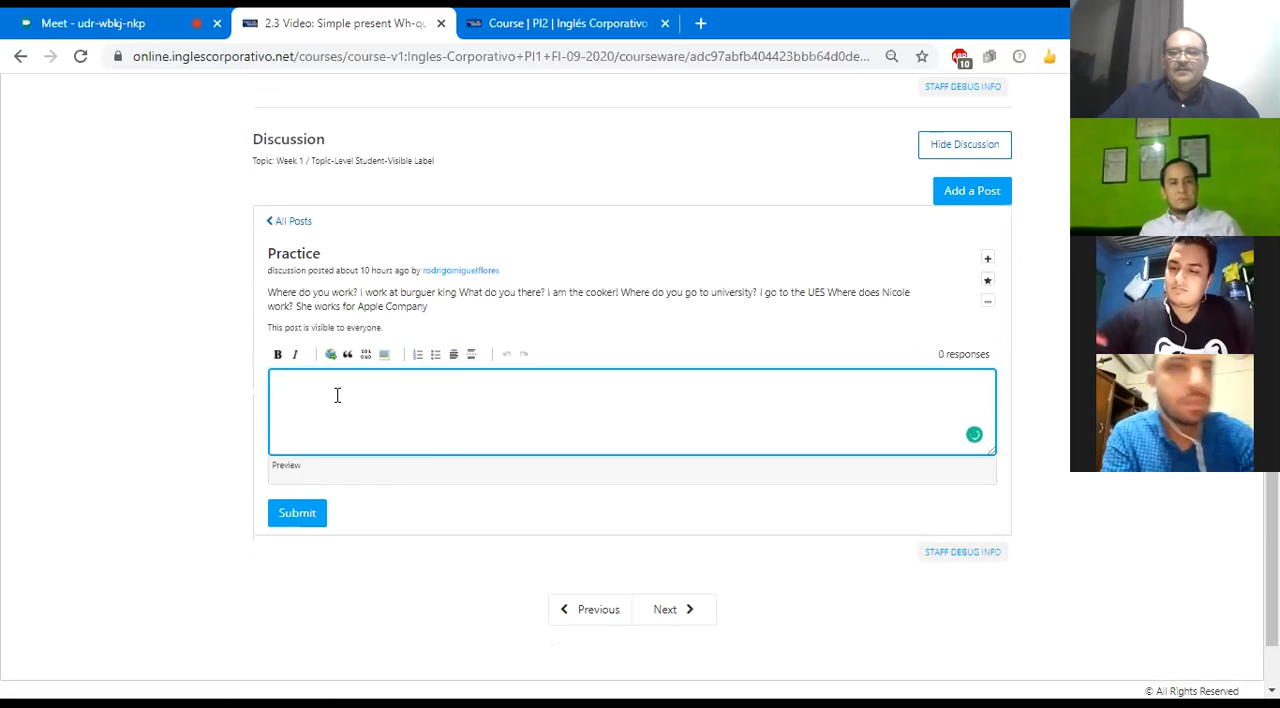 Meet - udr-wbkj-nkp
2.3 Video: Simple present Wh-qu
Course | PI2 | Inglés Corporativo
online.inglescorporativo.net/courses/course-v1:Ingles-Corporativo+PI1+FI-09-2020/courseware/adc97abfb404423bbb64d0de...
10
STAFF DEBUG INFO
Discussion
Hide Discussion
Topic: Week 1 / Topic-Level Student-Visible Label
Add a Post
All Posts
Practice
discussion posted about 10 hours ago by rodrigomiguelflores
Where do you work? I work at burguer king What do you there? I am the cooker! Where do you go to university? I go to the UES Where does Nicole
work? She works for Apple Company
This post is visible to everyone.
B I
0 responses
Preview
Submit
STAFF DEBUG INFO
Previous
Next
© All Rights Reserved